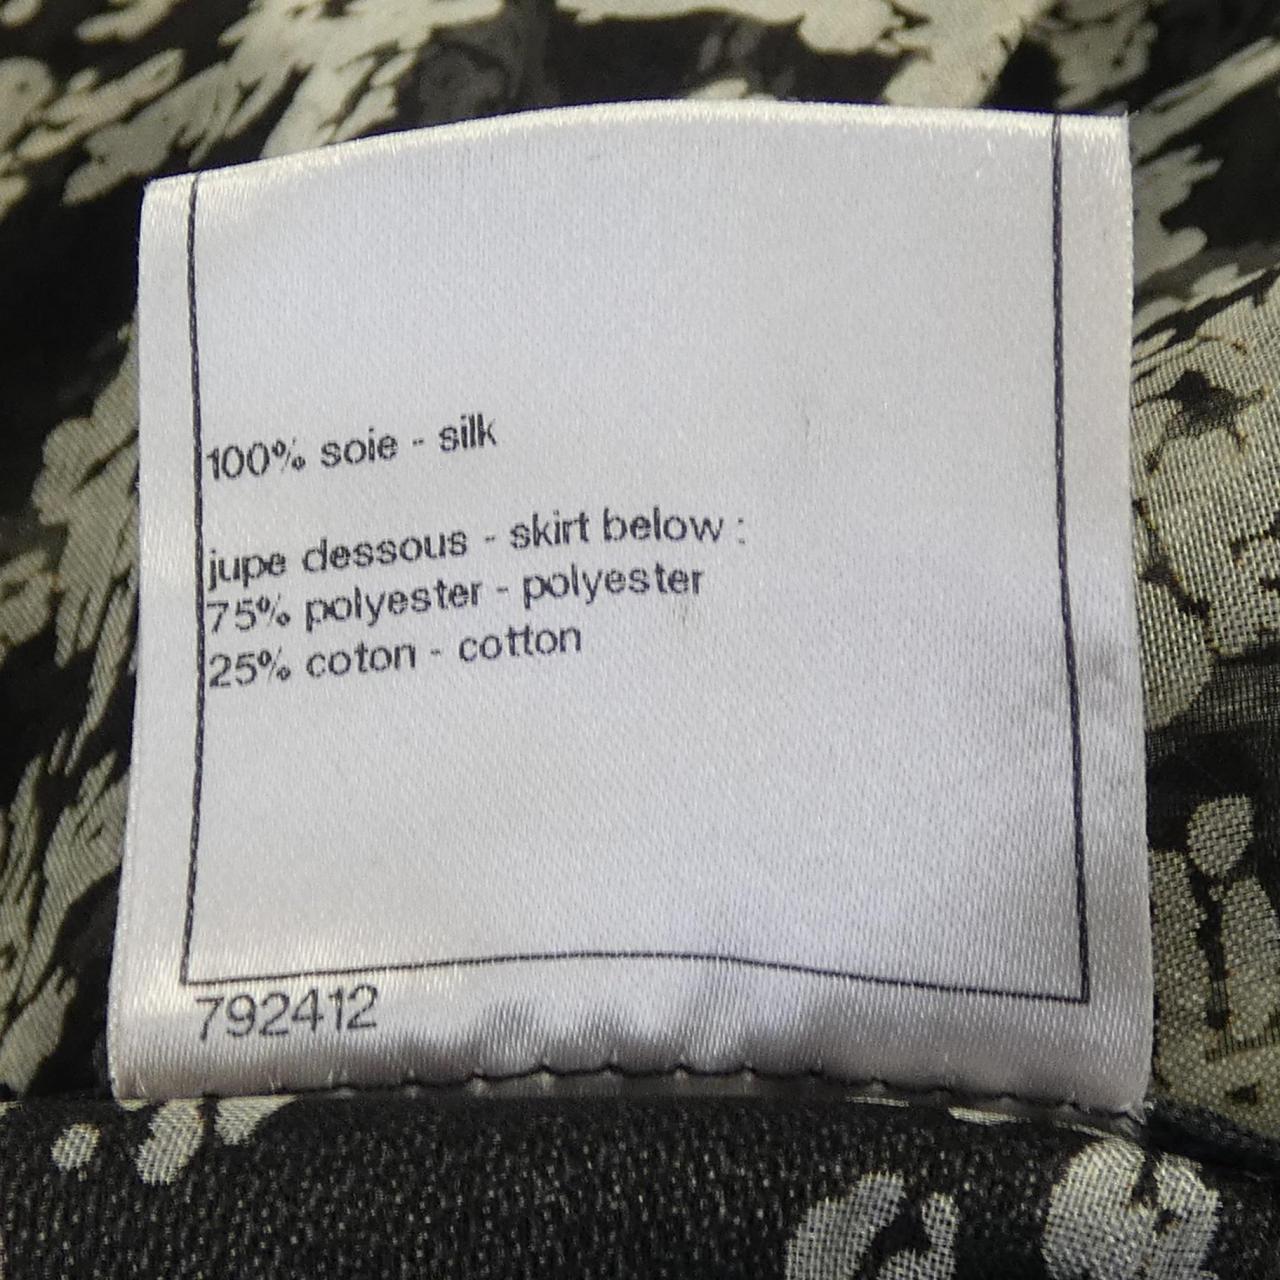 100% soie - silk
jupe dessous - skirt below :
75% polyester - polyester
25% coton - cotton
792412